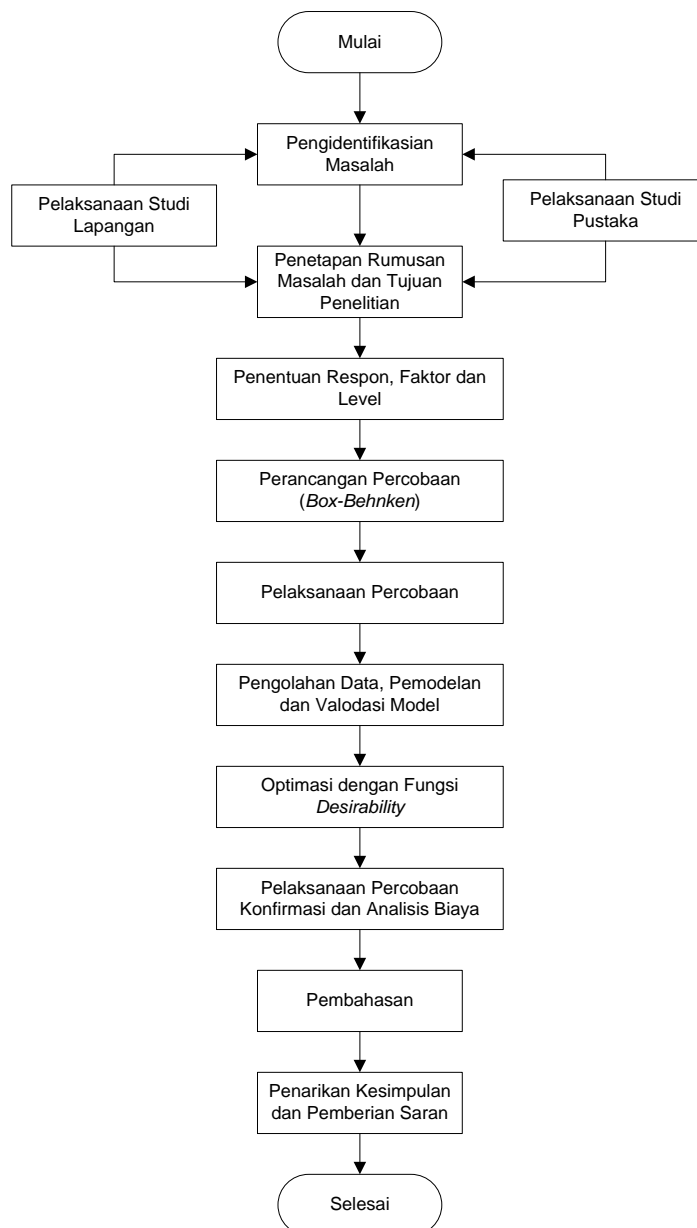 Mulai
Pengidentifikasian
Masalah
Pelaksanaan Studi
Lapangan
Pelaksanaan Studi
Pustaka
Penetapan Rumusan
Masalah dan Tujuan
Penelitian
Penentuan Respon, Faktor dan
Level
Perancangan Percobaan
(Box-Behnken)
Pelaksanaan Percobaan
Pengolahan Data, Pemodelan
dan Valodasi Model
Optimasi dengan Fungsi
Desirability
Pelaksanaan Percobaan
Konfirmasi dan Analisis Biaya
Pembahasan
Penarikan Kesimpulan
dan Pemberian Saran
Selesai